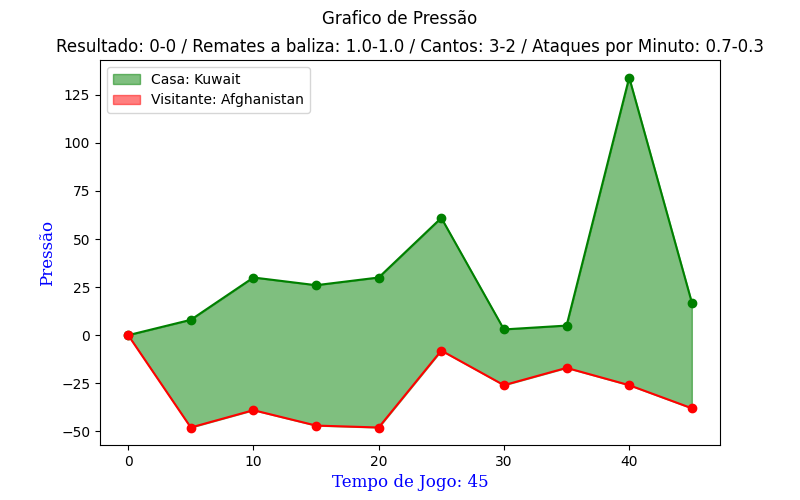 Grafico de Pressão
Resultado: 0-0 / Remates a baliza: 1.0-1.0 / Cantos: 3-2 / Ataques por Minuto: 0.7-0.3
Casa: Kuwait
Visitante: Afghanistan
Pressão
125
100
75
50
25
0
−25
−50
0 10 20 30 40
Tempo de Jogo: 45